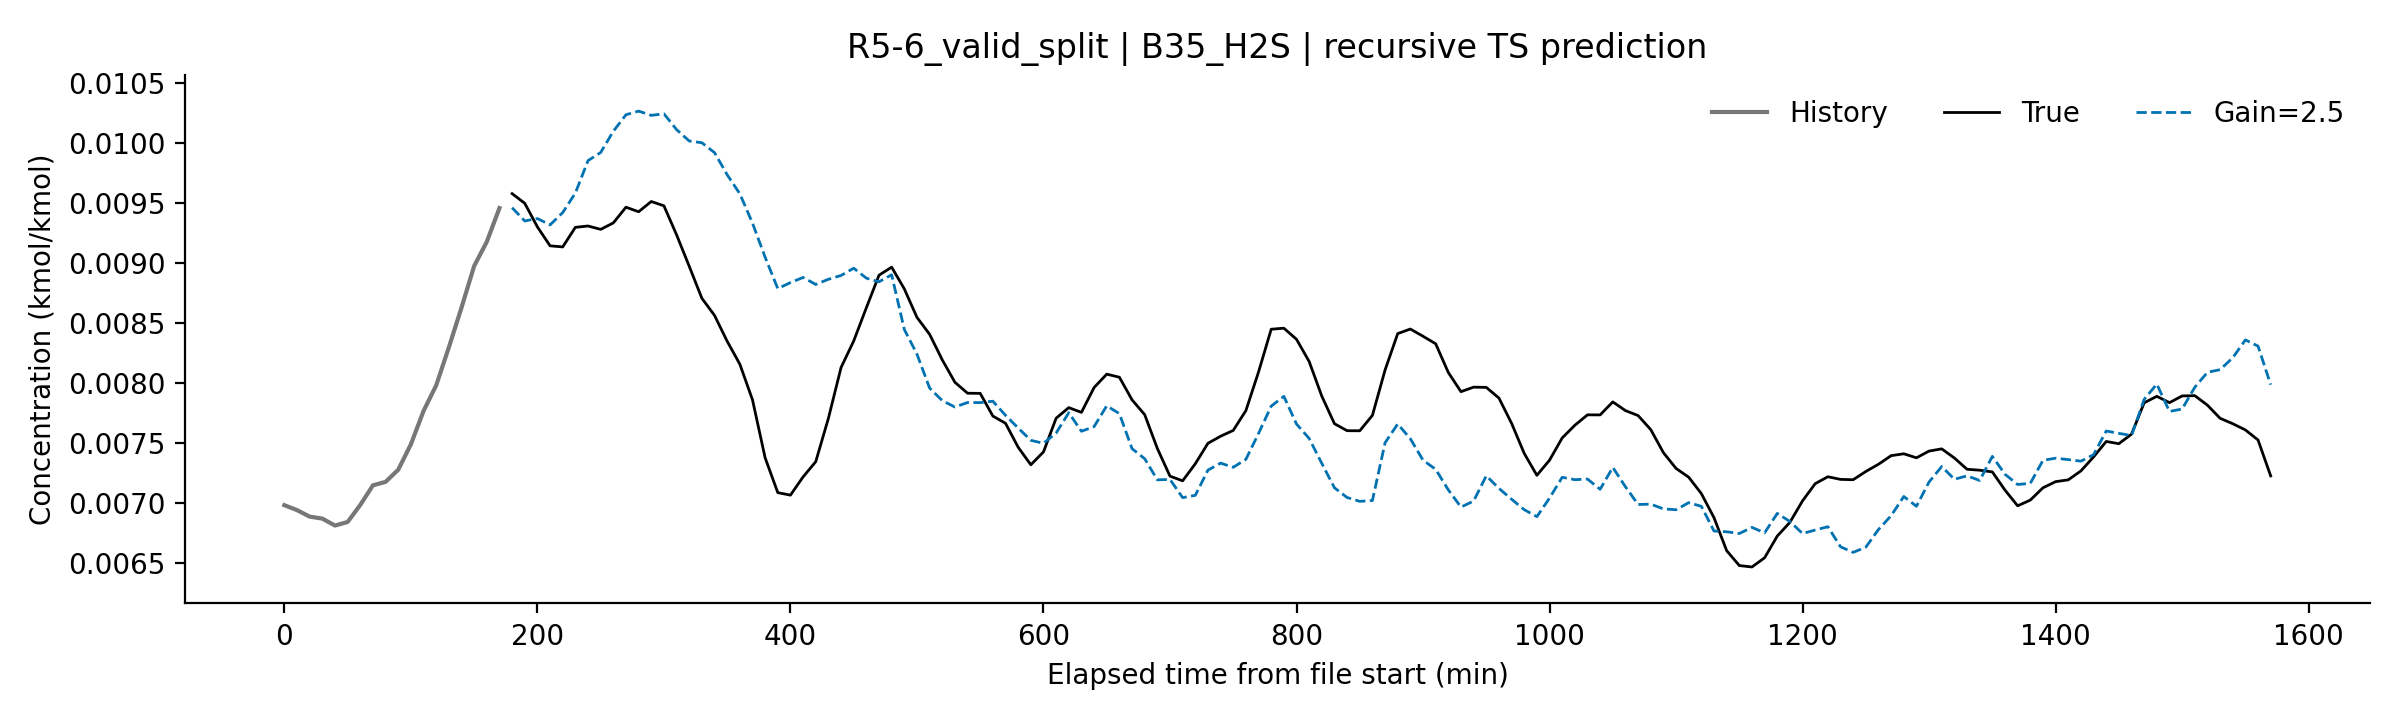 R5-6_valid_split | B35_H2S | recursive TS prediction
History True Gain=2.5
Concentration (kmol/kmol)
0.0105
0.0100
0.0095
0.0090
0.0085
0.0080
0.0075
0.0070
0.0065
0 200 400 600 800 1000 1200 1400 1600
Elapsed time from file start (min)